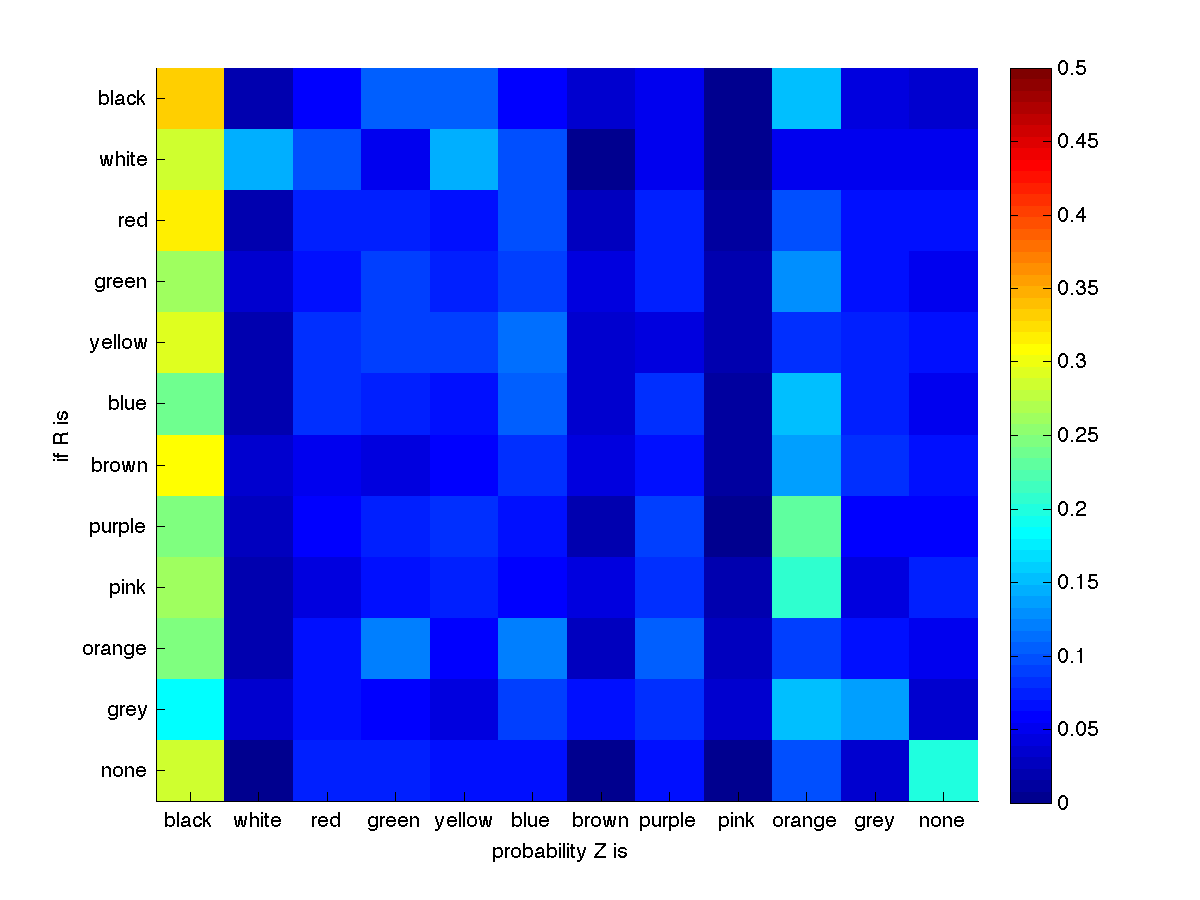 black
white
red
green
yellow
blue
brown
purple
pink
orange
grey
none
if R is
black white red green yellow blue brown purple pink orange grey none
probability Z is
0.5
0.45
0.4
0.35
0.3
0.25
0.2
0.15
0.1
0.05
0